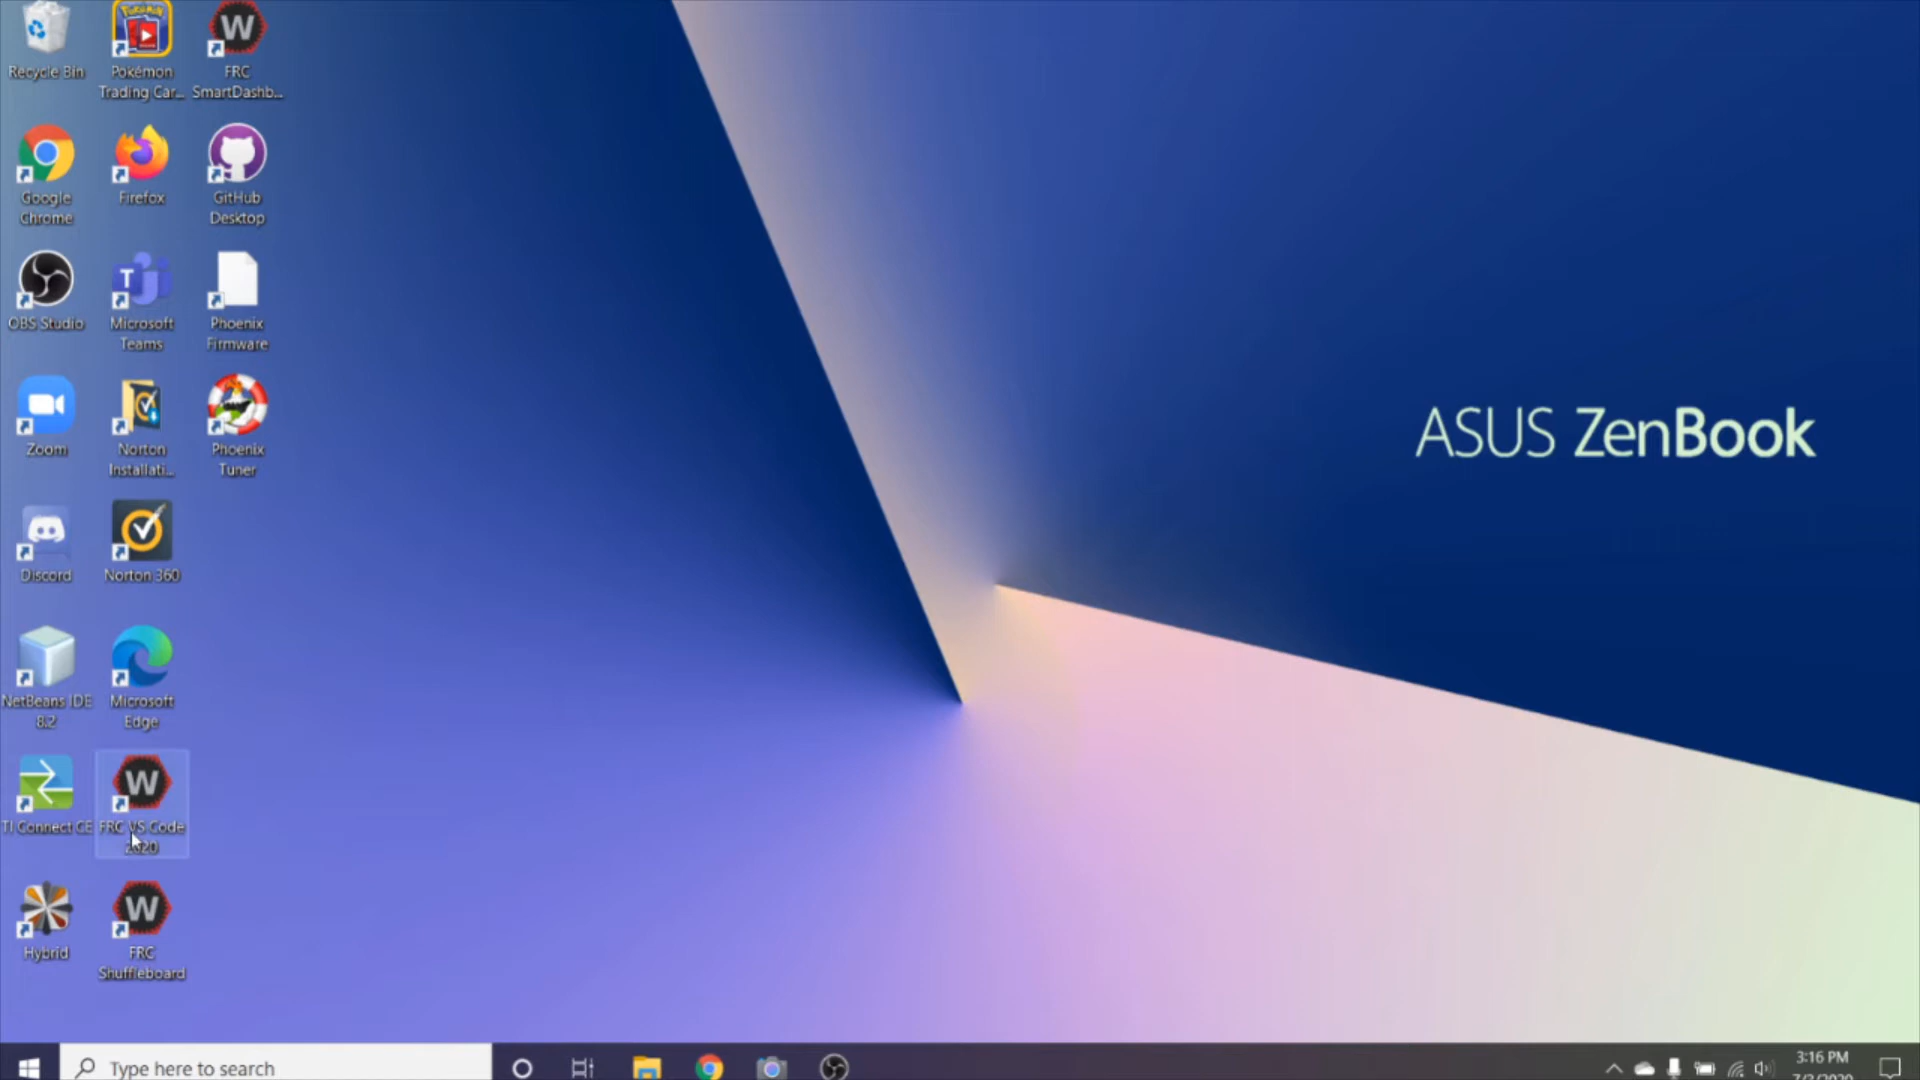 Recycle Bin
Pokémon
Trading Car...
FRC
SmartDashb...
Google
Chrome
Firefox
GitHub
Desktop
OBS Studio
Microsoft
Teams
Phoenix
Firmware
Zoom
Norton
Installati...
Phoenix
Tuner
Discord
Norton 360
NetBeans IDE
8.2
Microsoft
Edge
TI Connect CE
FRC VS Code
2020
Hybrid
FRC
Shuffleboard
ASUS ZenBook
Type here to search
3:16 PM